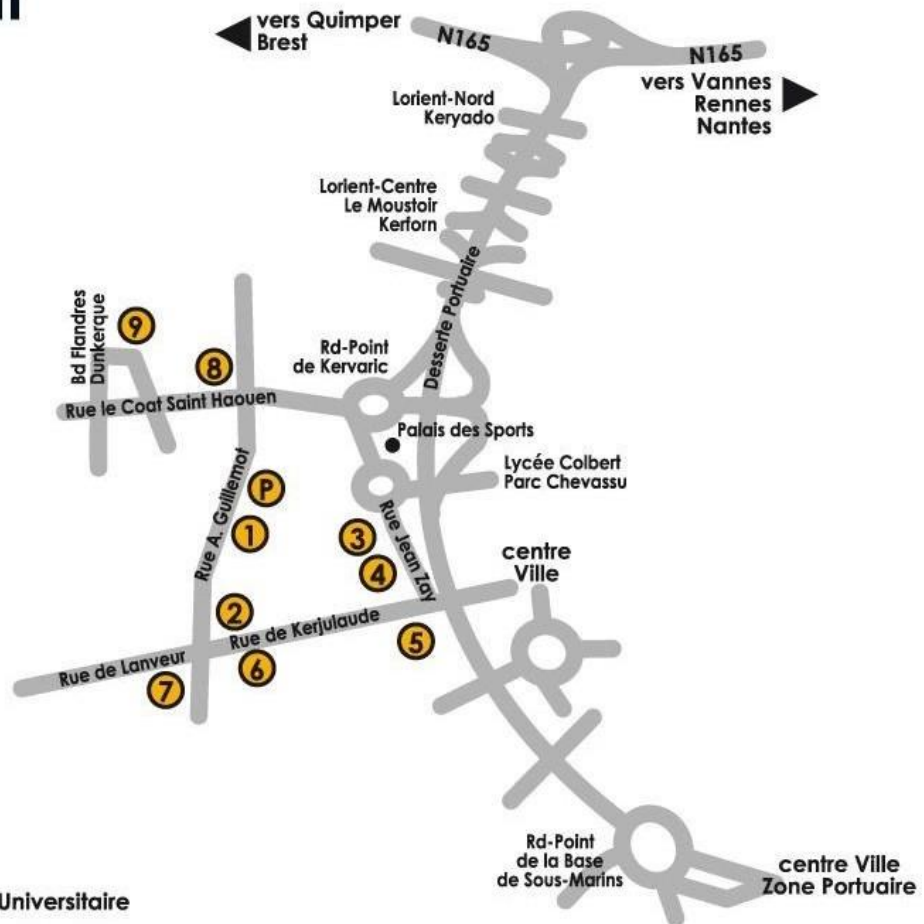 vers Quimper
Brest
N165
N165
vers Vannes
Rennes
Nantes
Lorient-Nord
Keryado
Lorient-Centre
Le Moustoir
Kerforn
Desserte Portuaire
Bd Flandres
Dunkerque
9
8
Rd-Point
de Kervaric
Rue le Coat Saint Haouen
Palais des Sports
Lycée Colbert
Parc Chevassu
Rue A. Guillemot
P
1
3
Rue Jean Zay
4
centre
Ville
2
Rue de Kerjulaude
5
Rue de Lanveur
6
7
Rd-Point
de la Base
de Sous-Marins
centre Ville
Zone Portuaire
Universitaire